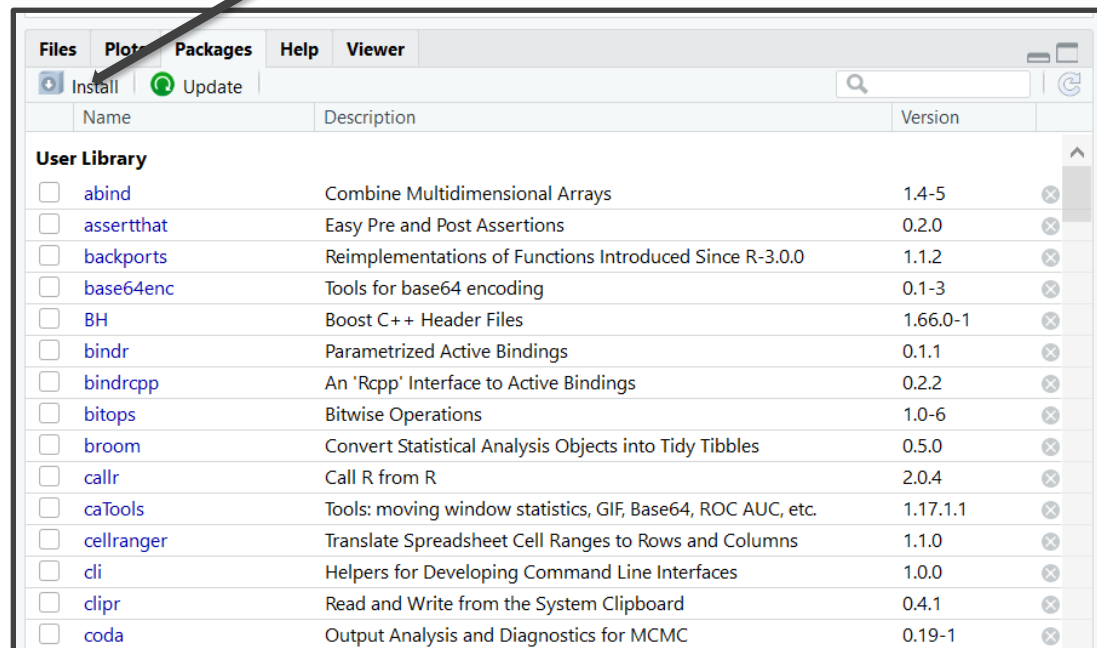 Files Plots Packages Help Viewer
Install Update
Name Description Version
User Library
abind Combine Multidimensional Arrays 1.4-5
assertthat Easy Pre and Post Assertions 0.2.0
backports Reimplementations of Functions Introduced Since R-3.0.0 1.1.2
base64enc Tools for base64 encoding 0.1-3
BH Boost C++ Header Files 1.66.0-1
bindr Parametrized Active Bindings 0.1.1
bindrcpp An 'Rcpp' Interface to Active Bindings 0.2.2
bitops Bitwise Operations 1.0-6
broom Convert Statistical Analysis Objects into Tidy Tibbles 0.5.0
callr Call R from R 2.0.4
caTools Tools: moving window statistics, GIF, Base64, ROC AUC, etc. 1.17.1.1
cellranger Translate Spreadsheet Cell Ranges to Rows and Columns 1.1.0
cli Helpers for Developing Command Line Interfaces 1.0.0
clipr Read and Write from the System Clipboard 0.4.1
coda Output Analysis and Diagnostics for MCMC 0.19-1